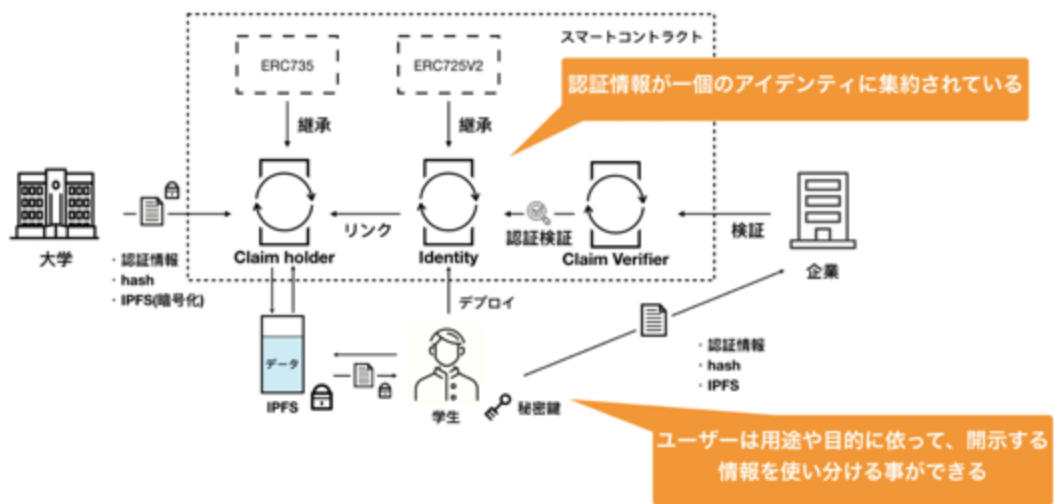 スマートコントラクト
ERC735
ERC725V2
認証情報が一個のアイデンティに集約されている
継承
継承
大学
Claim holder
リンク
Identity
認証検証
Claim Verifier
検証
企業
・認証情報
・hash
・IPFS(暗号化)
デプロイ
データ
IPFS
学生
秘密鍵
・認証情報
・hash
・IPFS
ユーザーは用途や目的に依って、開示する
情報を使い分ける事ができる